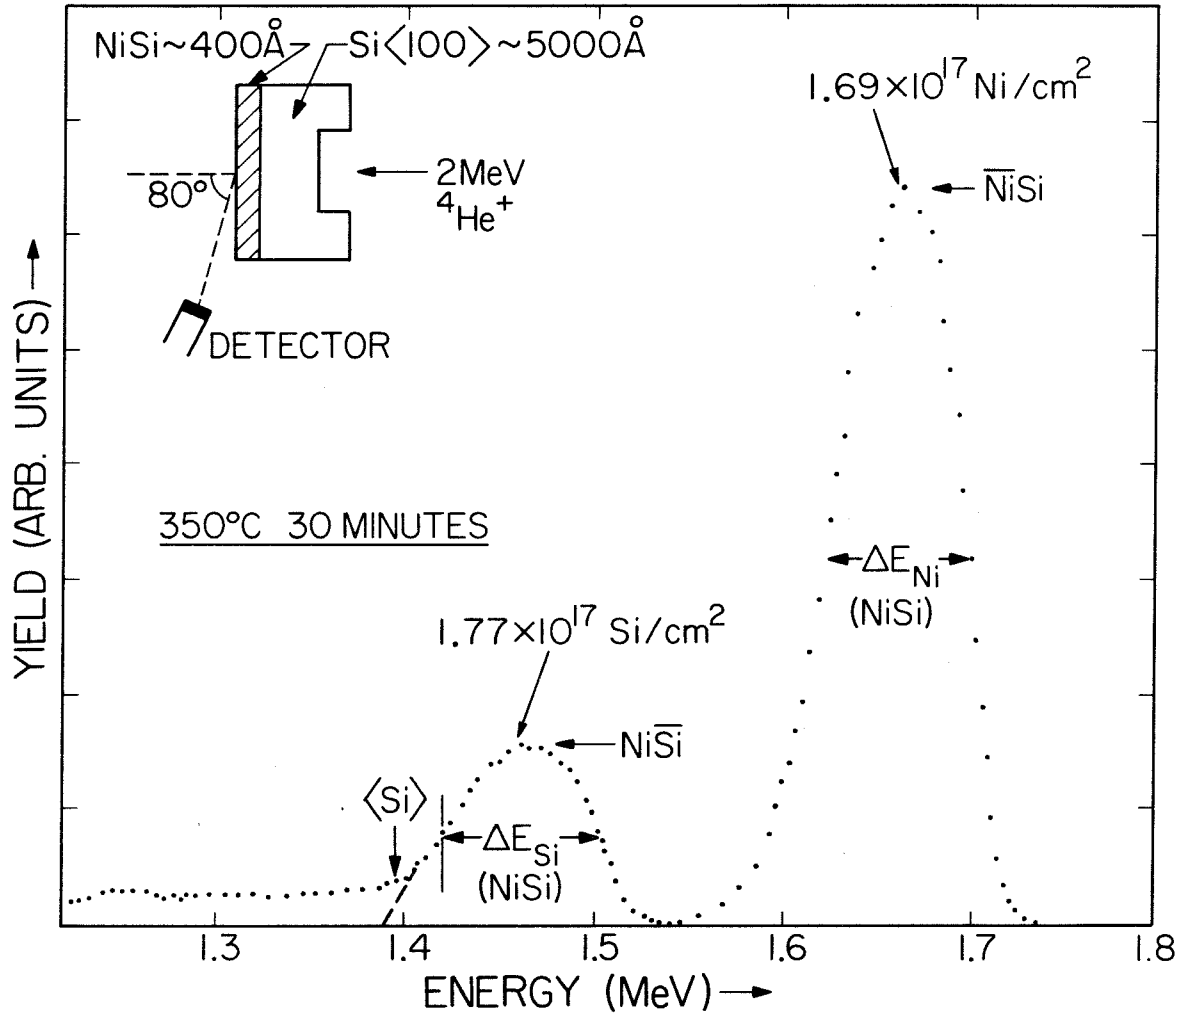 NiSi~400Å
Si⟨100⟩~5000Å
80°
2MeV
⁴He⁺
DETECTOR
1.69×10¹⁷ Ni/cm²
N̅i̅Si
350°C 30 MINUTES
ΔE_Ni
(NiSi)
1.77×10¹⁷ Si/cm²
NiS̅i̅
⟨Si⟩
ΔE_Si
(NiSi)
YIELD (ARB. UNITS)
1.3 1.4 1.5 1.6 1.7 1.8
ENERGY (MeV)